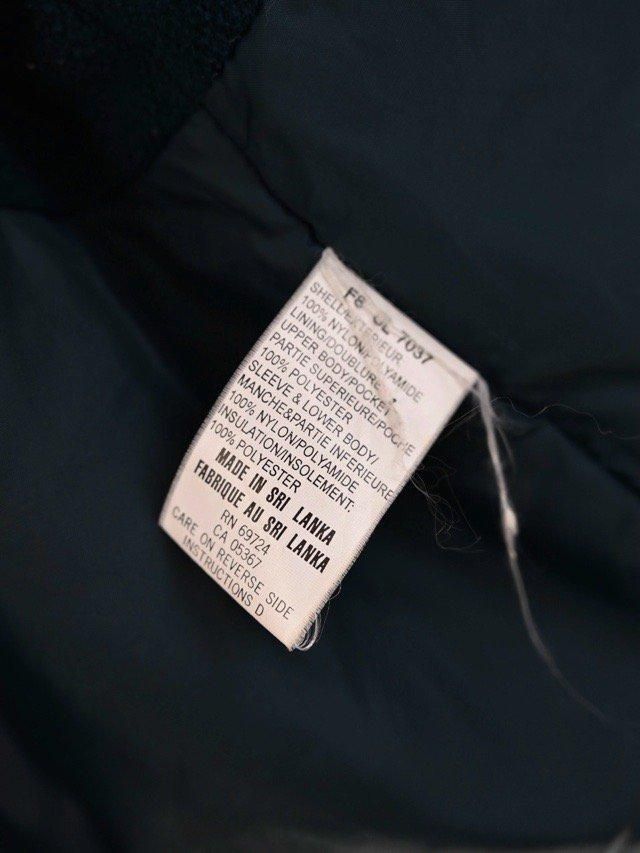 F8 SL 7037
SHELL/EXTERIEUR
100% NYLON/POLYAMIDE
LINING/DOUBLURE
UPPER BODY/POCKET
PARTIE SUPERIEURE/POCHE
100% POLYESTER
SLEEVE & LOWER BODY/
MANCHE&PARTIE INFERIEURE
100% NYLON/POLYAMIDE
INSULATION/INSOLEMENT:
100% POLYESTER
MADE IN SRI LANKA
FABRIQUE AU SRI LANKA
RN 69724
CA 05367
CARE ON REVERSE SIDE
INSTRUCTIONS D